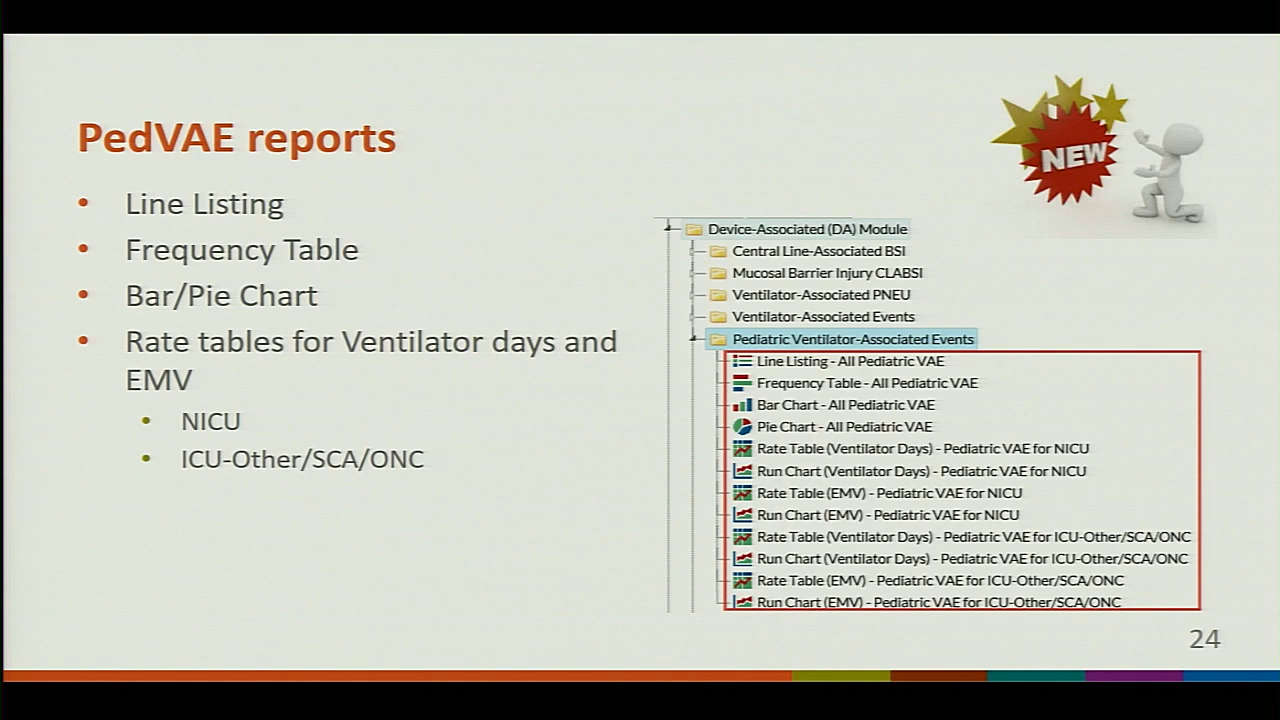 PedVAE reports
NEW
• Line Listing
• Frequency Table
• Bar/Pie Chart
• Rate tables for Ventilator days and
EMV
• NICU
• ICU-Other/SCA/ONC
Device-Associated (DA) Module
Central Line-Associated BSI
Mucosal Barrier Injury CLABSI
Ventilator-Associated PNEU
Ventilator-Associated Events
Pediatric Ventilator-Associated Events
Line Listing - All Pediatric VAE
Frequency Table - All Pediatric VAE
Bar Chart - All Pediatric VAE
Pie Chart - All Pediatric VAE
Rate Table (Ventilator Days) - Pediatric VAE for NICU
Run Chart (Ventilator Days) - Pediatric VAE for NICU
Rate Table (EMV) - Pediatric VAE for NICU
Run Chart (EMV) - Pediatric VAE for NICU
Rate Table (Ventilator Days) - Pediatric VAE for ICU-Other/SCA/ONC
Run Chart (Ventilator Days) - Pediatric VAE for ICU-Other/SCA/ONC
Rate Table (EMV) - Pediatric VAE for ICU-Other/SCA/ONC
Run Chart (EMV) - Pediatric VAE for ICU-Other/SCA/ONC
24